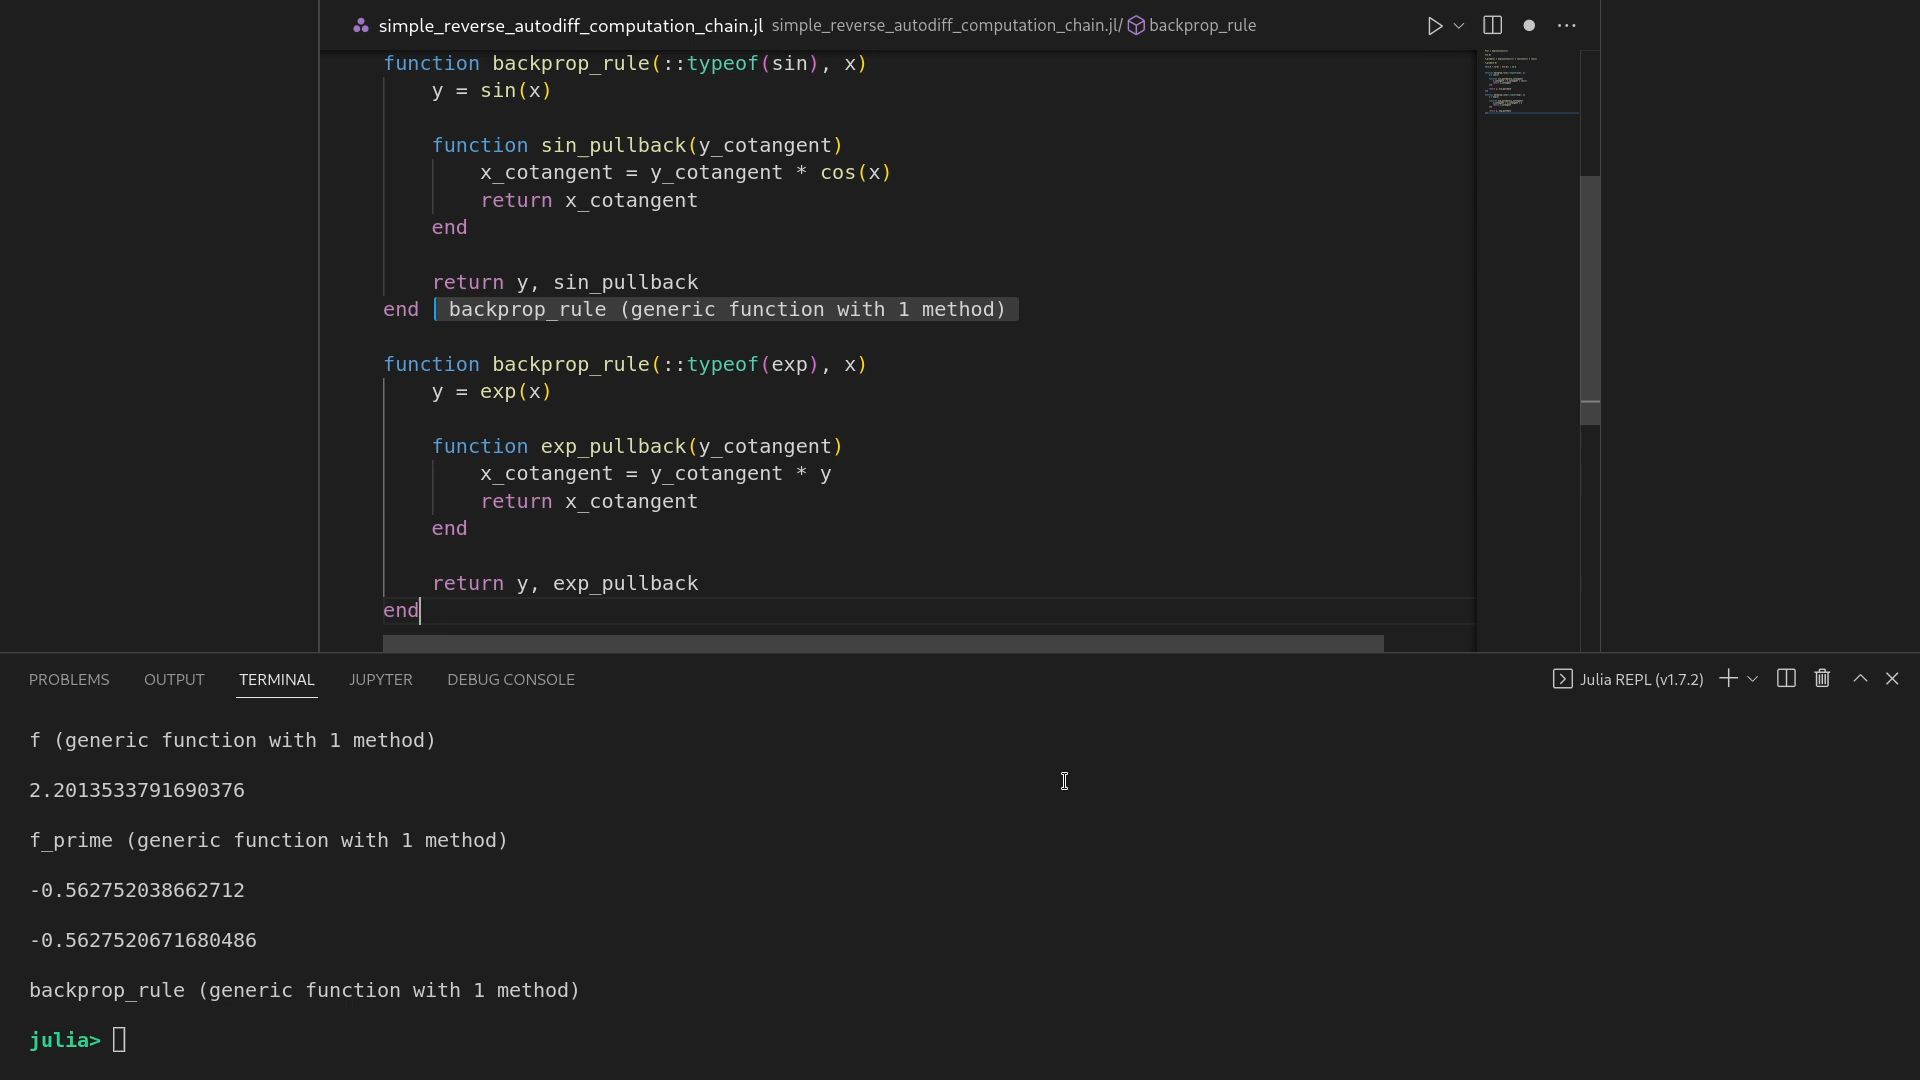 simple_reverse_autodiff_computation_chain.jl simple_reverse_autodiff_computation_chain.jl/ backprop_rule
function backprop_rule(::typeof(sin), x)
    y = sin(x)
    function sin_pullback(y_cotangent)
        x_cotangent = y_cotangent * cos(x)
        return x_cotangent
    end
    return y, sin_pullback
end backprop_rule (generic function with 1 method)
function backprop_rule(::typeof(exp), x)
    y = exp(x)
    function exp_pullback(y_cotangent)
        x_cotangent = y_cotangent * y
        return x_cotangent
    end
    return y, exp_pullback
end
PROBLEMS OUTPUT TERMINAL JUPYTER DEBUG CONSOLE Julia REPL (v1.7.2)
f (generic function with 1 method)
2.2013533791690376
f_prime (generic function with 1 method)
-0.562752038662712
-0.5627520671680486
backprop_rule (generic function with 1 method)
julia>